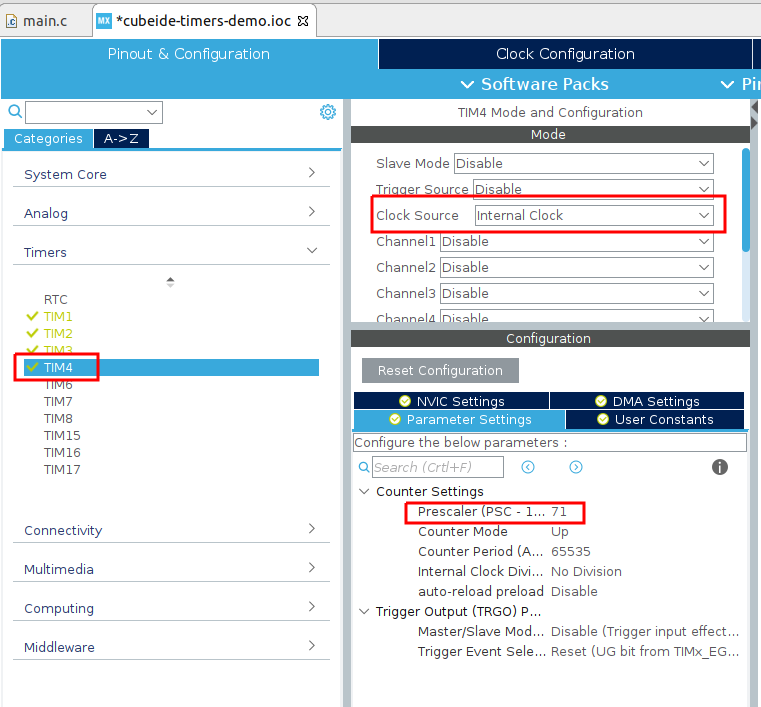 main.c
MX *cubeide-timers-demo.ioc
Pinout & Configuration
Clock Configuration
Software Packs
Pi
Categories
A->Z
System Core
Analog
Timers
RTC
TIM1
TIM2
TIM3
TIM4
TIM6
TIM7
TIM8
TIM15
TIM16
TIM17
Connectivity
Multimedia
Computing
Middleware
TIM4 Mode and Configuration
Mode
Slave Mode Disable
Trigger Source Disable
Clock Source Internal Clock
Channel1 Disable
Channel2 Disable
Channel3 Disable
Channel4 Disable
Configuration
Reset Configuration
NVIC Settings
DMA Settings
Parameter Settings
User Constants
Configure the below parameters :
Search (Crtl+F)
Counter Settings
Prescaler (PSC - 1... 71
Counter Mode Up
Counter Period (A... 65535
Internal Clock Divi... No Division
auto-reload preload Disable
Trigger Output (TRGO) P...
Master/Slave Mod... Disable (Trigger input effect...
Trigger Event Sele... Reset (UG bit from TIMx_EG...